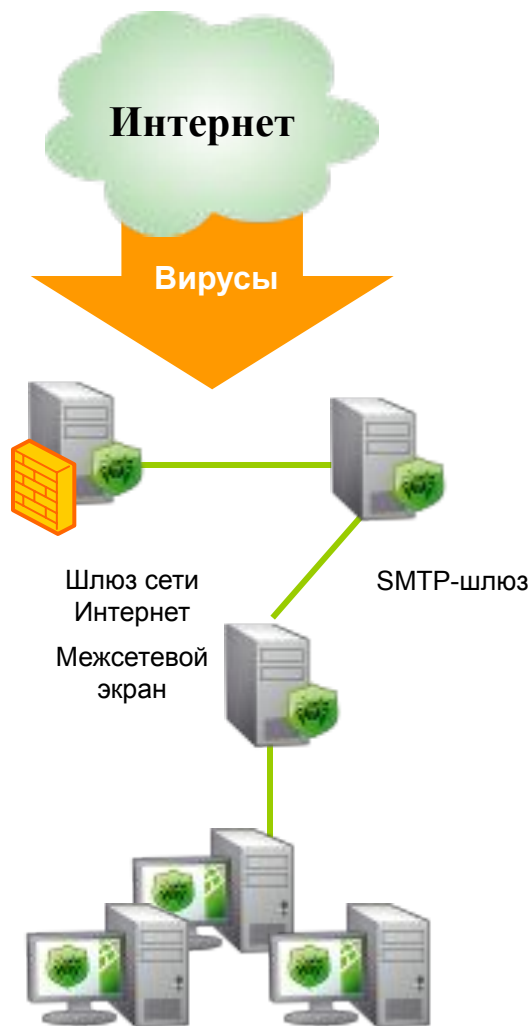 Интернет
Вирусы
Шлюз сети
Интернет
SMTP-шлюз
Межсетевой
экран